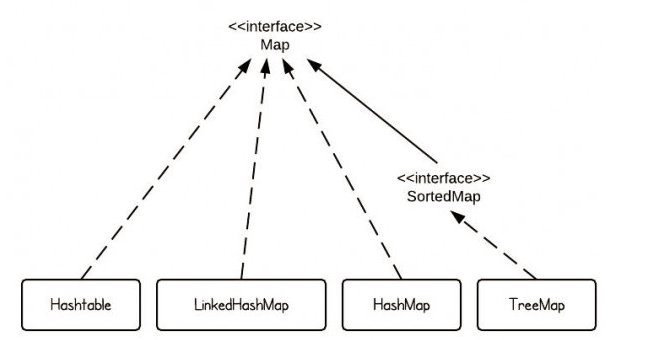 <<interface>>
Map
<<interface>>
SortedMap
Hashtable
LinkedHashMap
HashMap
TreeMap